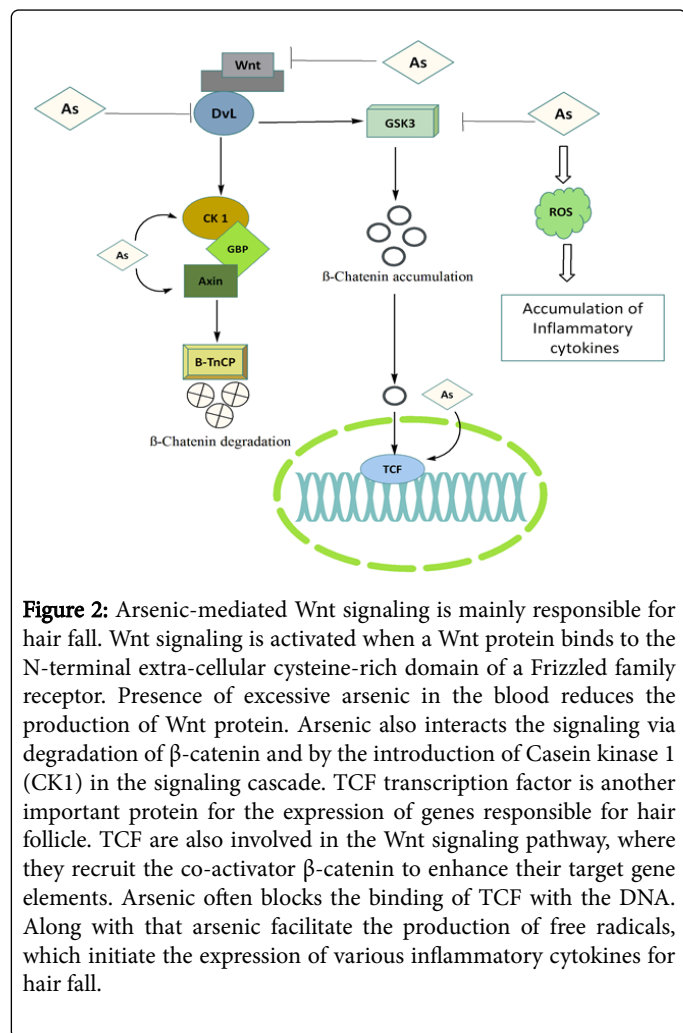 Wnt
As
As
DvL
GSK3
As
CK 1
ROS
As
GBP
Axin
ß-Chatenin accumulation
Accumulation of
Inflammatory
cytokines
B-TnCP
As
ß-Chatenin degradation
TCF
Figure 2: Arsenic-mediated Wnt signaling is mainly responsible for
hair fall. Wnt signaling is activated when a Wnt protein binds to the
N-terminal extra-cellular cysteine-rich domain of a Frizzled family
receptor. Presence of excessive arsenic in the blood reduces the
production of Wnt protein. Arsenic also interacts the signaling via
degradation of β-catenin and by the introduction of Casein kinase 1
(CK1) in the signaling cascade. TCF transcription factor is another
important protein for the expression of genes responsible for hair
follicle. TCF are also involved in the Wnt signaling pathway, where
they recruit the co-activator β-catenin to enhance their target gene
elements. Arsenic often blocks the binding of TCF with the DNA.
Along with that arsenic facilitate the production of free radicals,
which initiate the expression of various inflammatory cytokines for
hair fall.